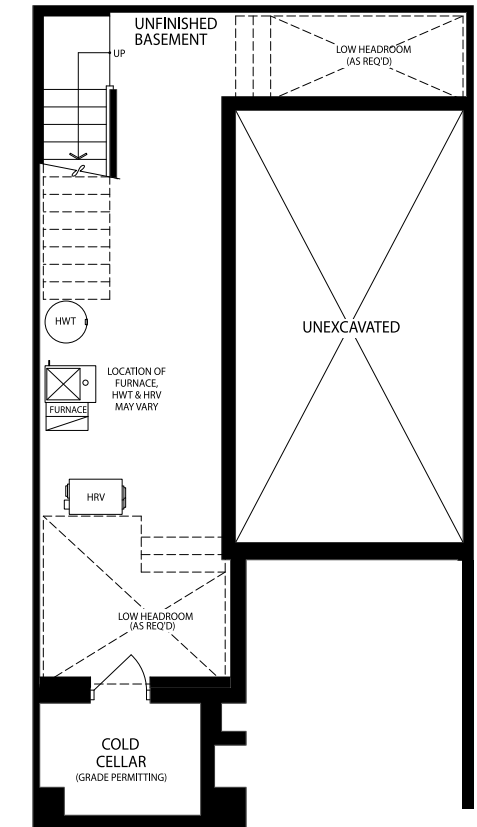 UNFINISHED
BASEMENT
UP
LOW HEADROOM
(AS REQ'D)
HWT
UNEXCAVATED
LOCATION OF
FURNACE,
HWT & HRV
MAY VARY
FURNACE
HRV
LOW HEADROOM
(AS REQ'D)
COLD
CELLAR
(GRADE PERMITTING)